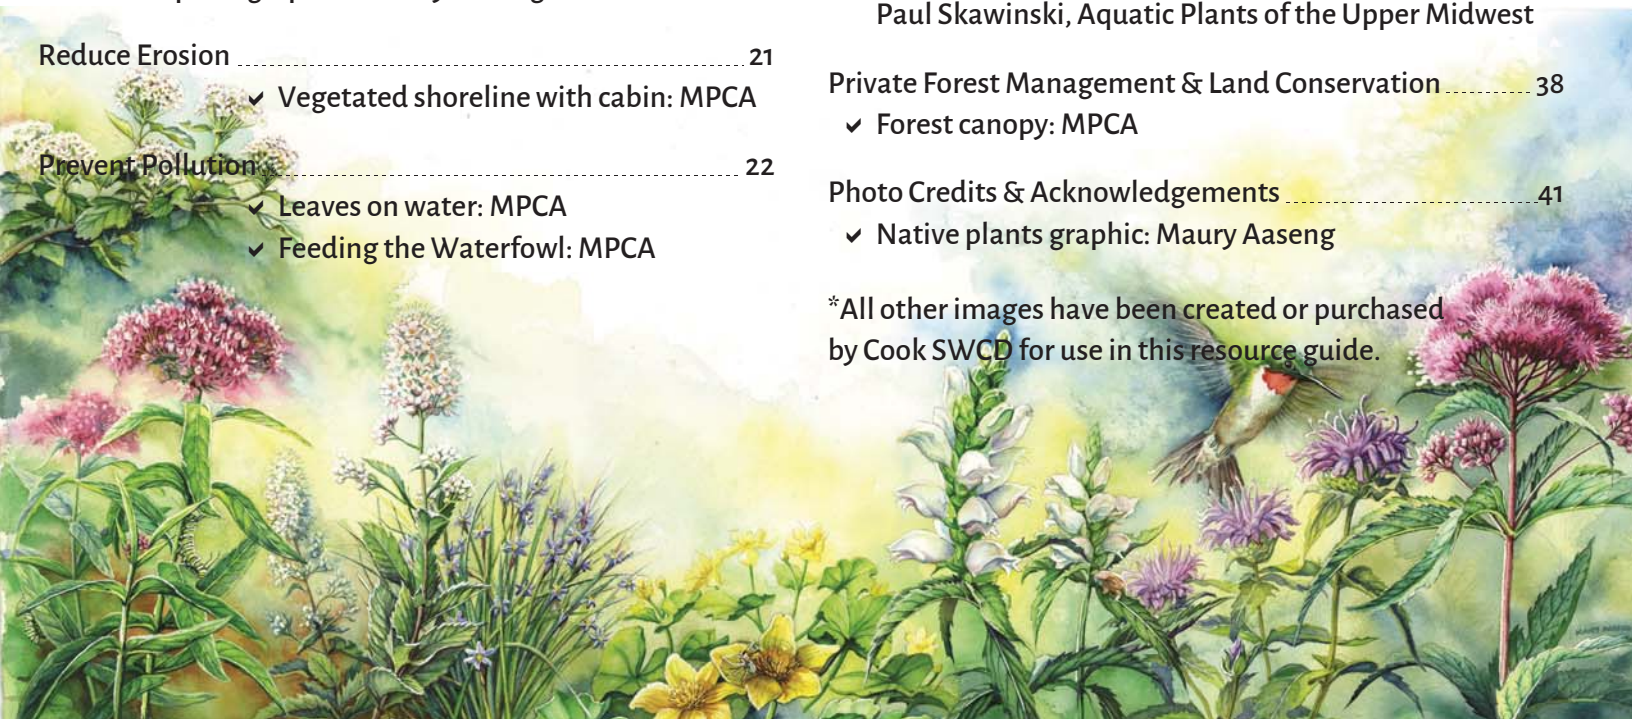 Reduce Erosion 21
Vegetated shoreline with cabin: MPCA
Prevent Pollution 22
Leaves on water: MPCA
Feeding the Waterfowl: MPCA
Paul Skawinski, Aquatic Plants of the Upper Midwest
Private Forest Management & Land Conservation 38
Forest canopy: MPCA
Photo Credits & Acknowledgements 41
Native plants graphic: Maury Aaseng
*All other images have been created or purchased
by Cook SWCD for use in this resource guide.